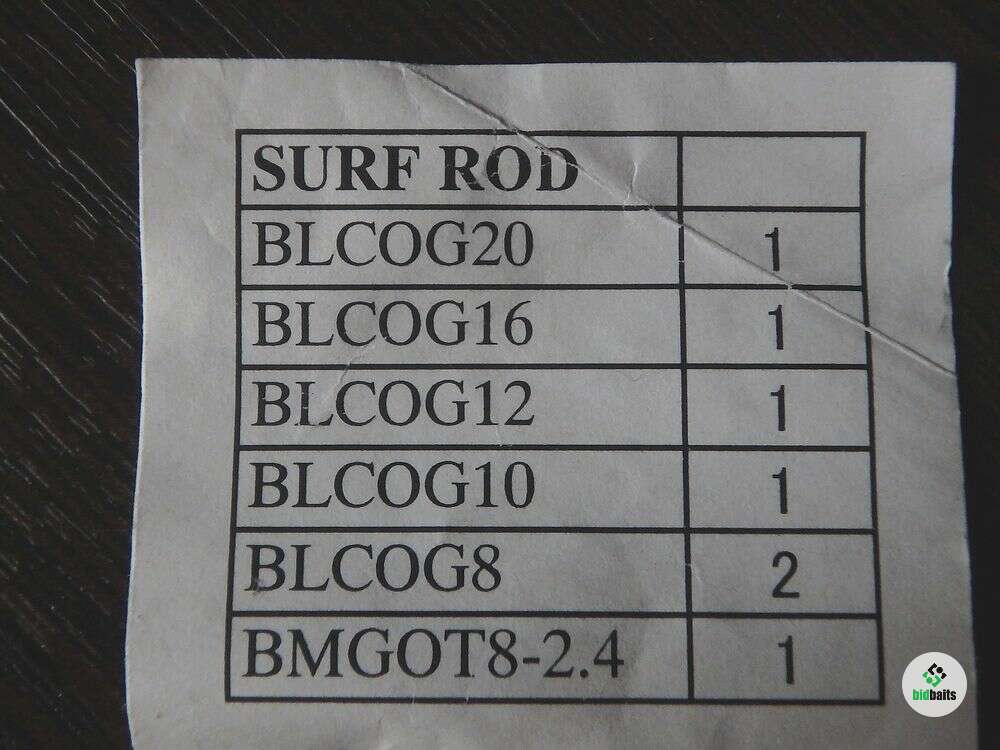 SURF ROD
BLCOG20 1
BLCOG16 1
BLCOG12 1
BLCOG10 1
BLCOG8 2
BMGOT8-2.4 1
bidbaits